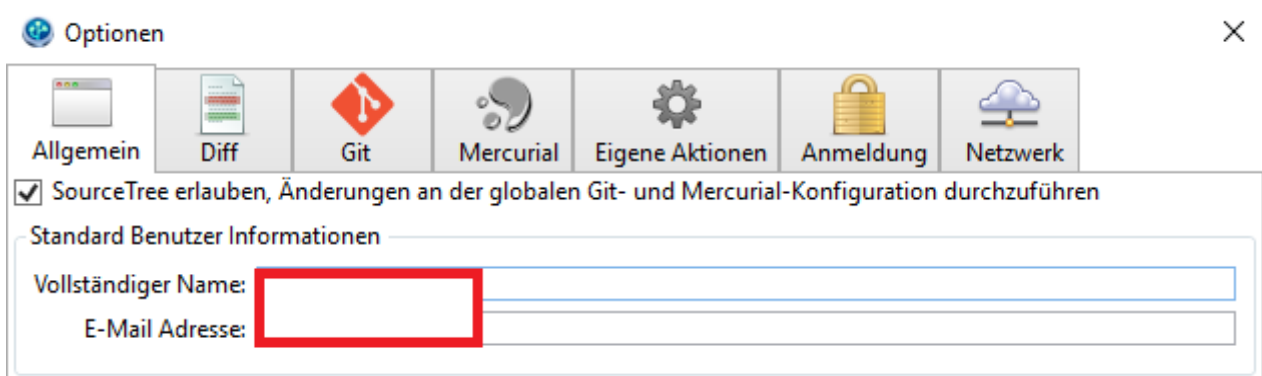 Optionen
Allgemein Diff Git Mercurial Eigene Aktionen Anmeldung Netzwerk
SourceTree erlauben, Änderungen an der globalen Git- und Mercurial-Konfiguration durchzuführen
Standard Benutzer Informationen
Vollständiger Name:
E-Mail Adresse: